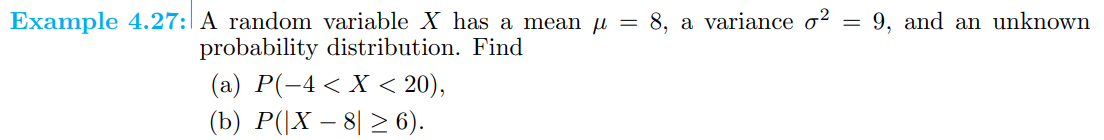 Example 4.27: A random variable X has a mean μ = 8, a variance σ² = 9, and an unknown
probability distribution. Find
(a) P(−4 < X < 20),
(b) P(|X − 8| ≥ 6).